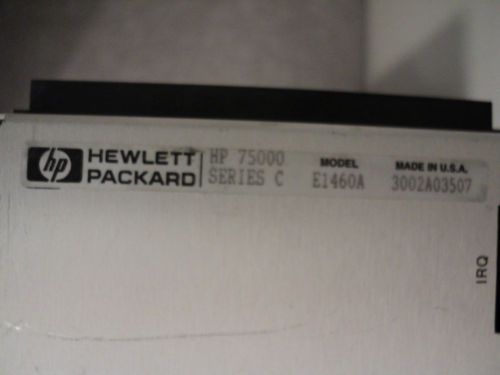 hp HEWLETT PACKARD
HP 75000 SERIES C
MODEL E1460A
MADE IN U.S.A. 3002A03507
IRQ